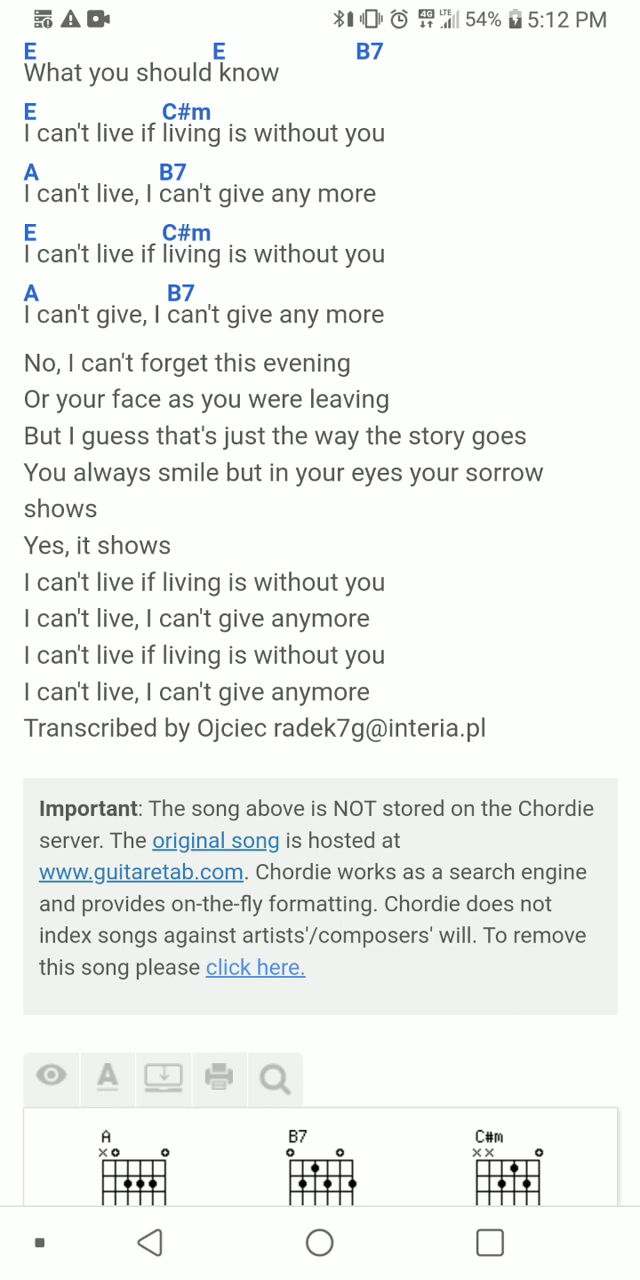 4G LTE 54% 5:12 PM
E E B7
What you should know
E C#m
I can't live if living is without you
A B7
I can't live, I can't give any more
E C#m
I can't live if living is without you
A B7
I can't give, I can't give any more
No, I can't forget this evening
Or your face as you were leaving
But I guess that's just the way the story goes
You always smile but in your eyes your sorrow
shows
Yes, it shows
I can't live if living is without you
I can't live, I can't give anymore
I can't live if living is without you
I can't live, I can't give anymore
Transcribed by Ojciec radek7g@interia.pl
Important: The song above is NOT stored on the Chordie
server. The original song is hosted at
www.guitaretab.com. Chordie works as a search engine
and provides on-the-fly formatting. Chordie does not
index songs against artists'/composers' will. To remove
this song please click here.
A
A B7 C#m